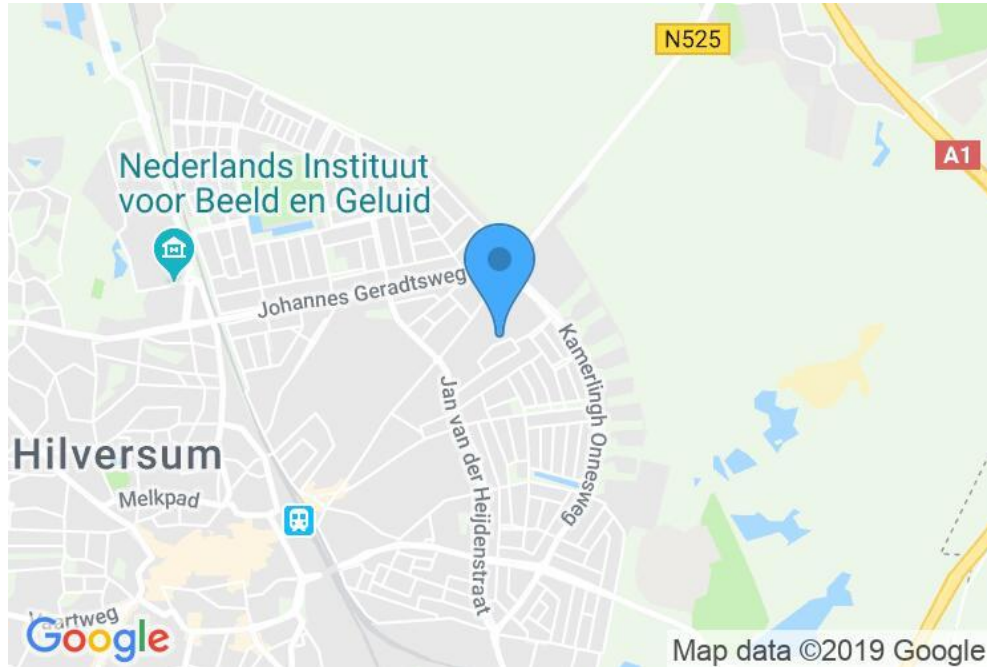 N525
A1
Nederlands Instituut
voor Beeld en Geluid
Johannes Geradtsweg
Kamerlingh Onnesweg
Jan van der Heijdenstraat
Hilversum
Melkpad
Vaartweg
Google
Map data ©2019 Google